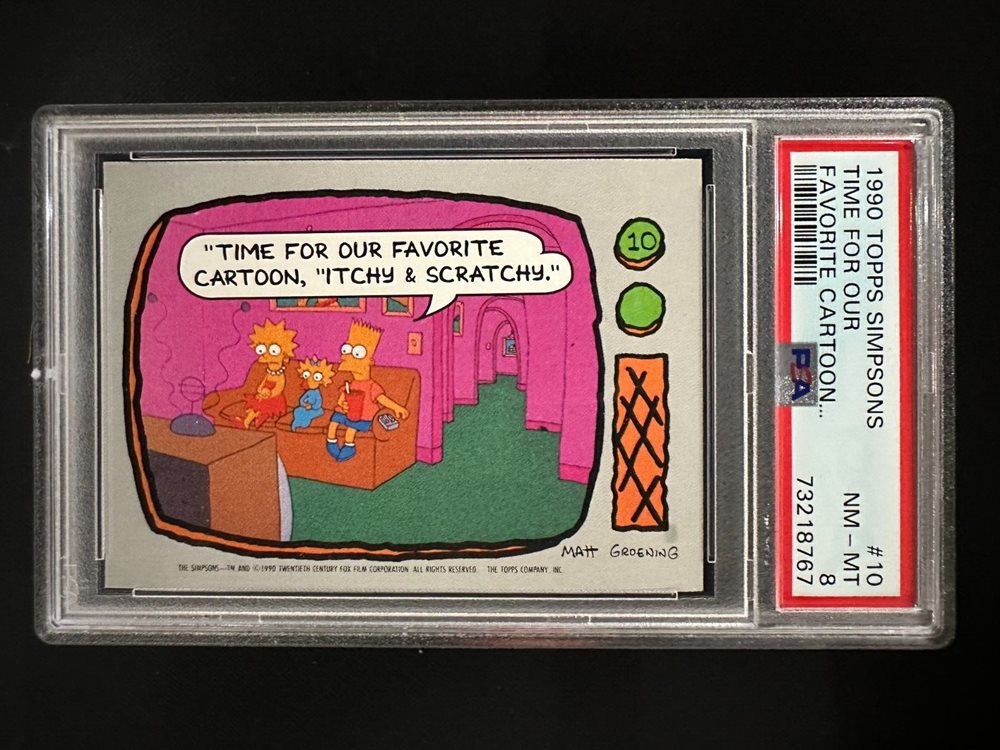 "TIME FOR OUR FAVORITE
CARTOON, "ITCHY & SCRATCHY."
10
MATT GROENING
THE SIMPSONS—TM AND ©1990 TWENTIETH CENTURY FOX FILM CORPORATION. ALL RIGHTS RESERVED. THE TOPPS COMPANY, INC.
1990 TOPPS SIMPSONS #10
TIME FOR OUR NM-MT
FAVORITE CARTOON... 8
PSA 73218767